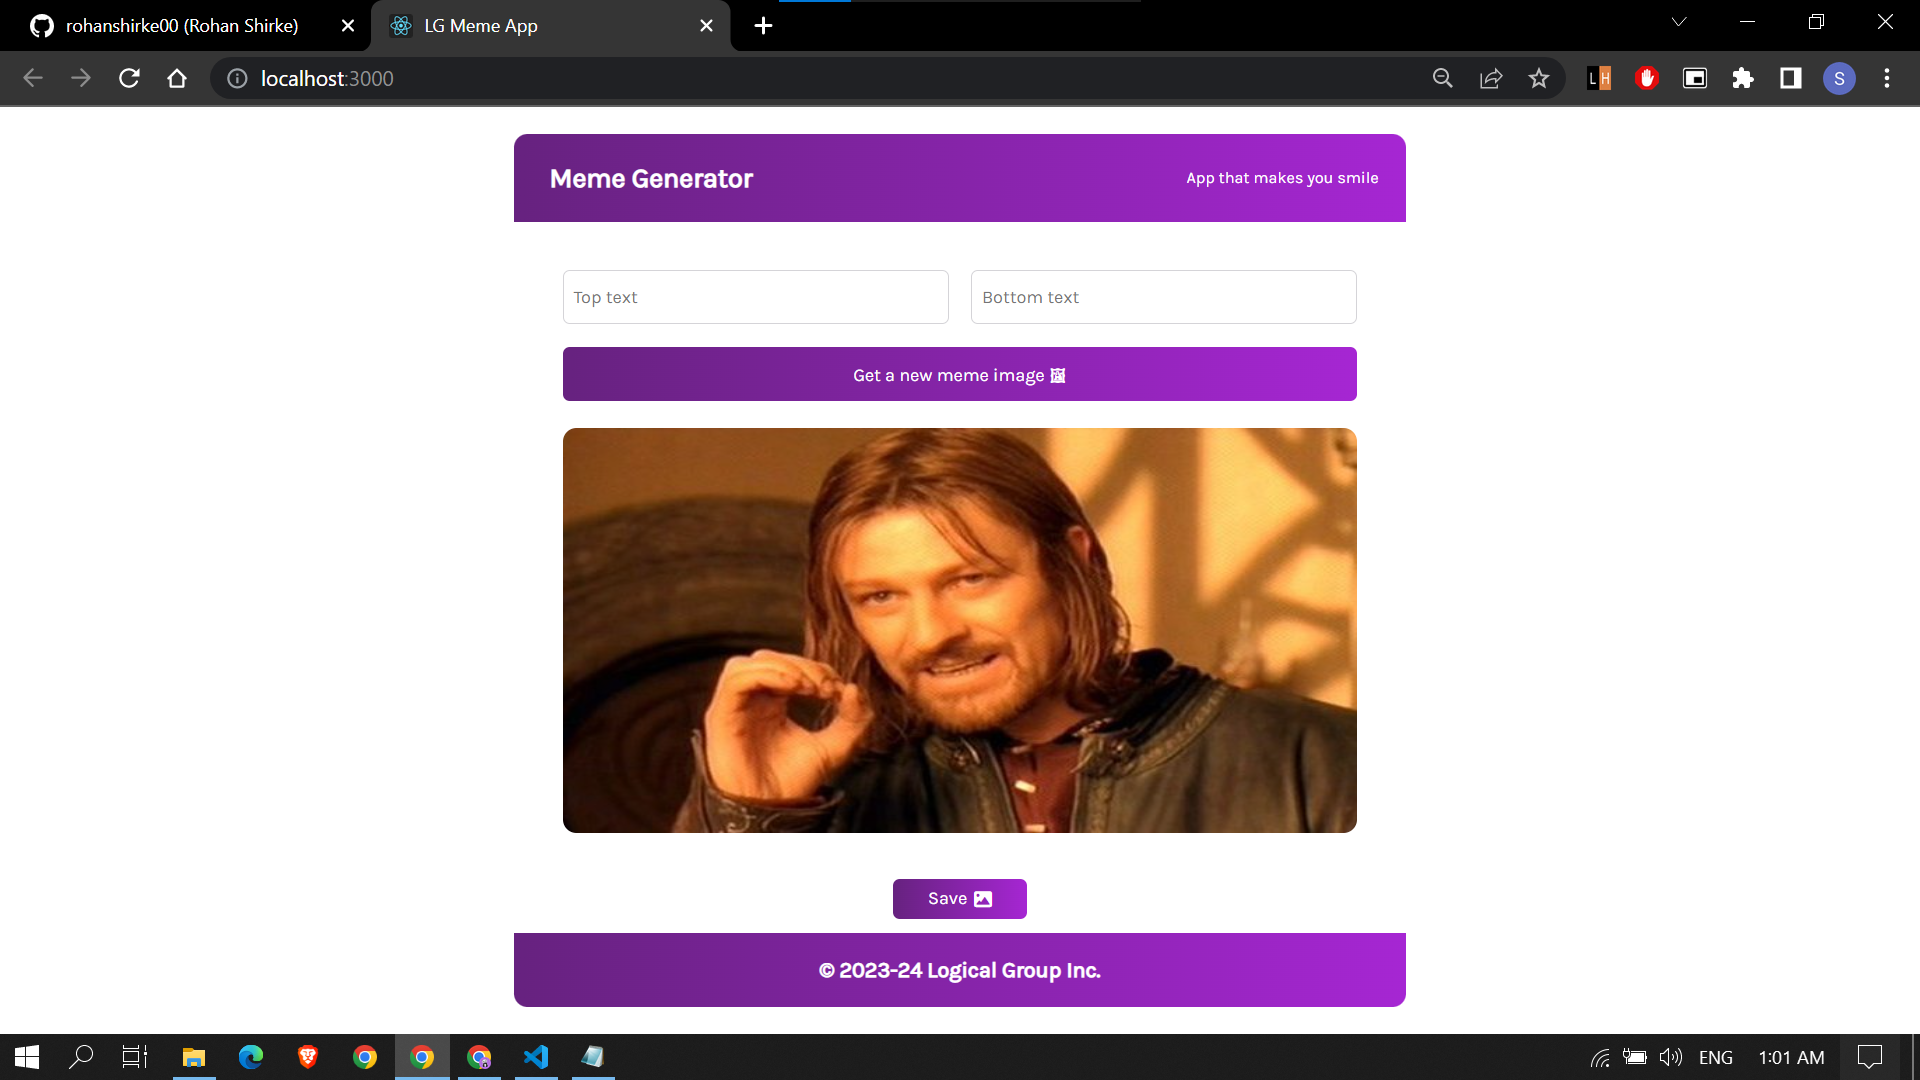 rohanshirke00 (Rohan Shirke)
LG Meme App
localhost:3000
L H
S
Meme Generator
App that makes you smile
Top text
Bottom text
Get a new meme image
Save
© 2023-24 Logical Group Inc.
ENG
1:01 AM